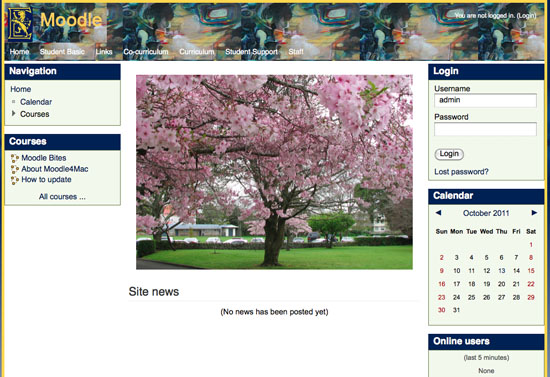 Moodle
You are not logged in. (Login)
Home Student Basic Links Co-curriculum Curriculum Student Support Staff
Navigation
Home
Calendar
Courses
Courses
Moodle Bites
About Moodle4Mac
How to update
All courses ...
Site news
(No news has been posted yet)
Login
Username
admin
Password
Login
Lost password?
Calendar
◄ October 2011 ►
Sun Mon Tue Wed Thu Fri Sat
1
2 3 4 5 6 7 8
9 10 11 12 13 14 15
16 17 18 19 20 21 22
23 24 25 26 27 28 29
30 31
Online users
(last 5 minutes)
None